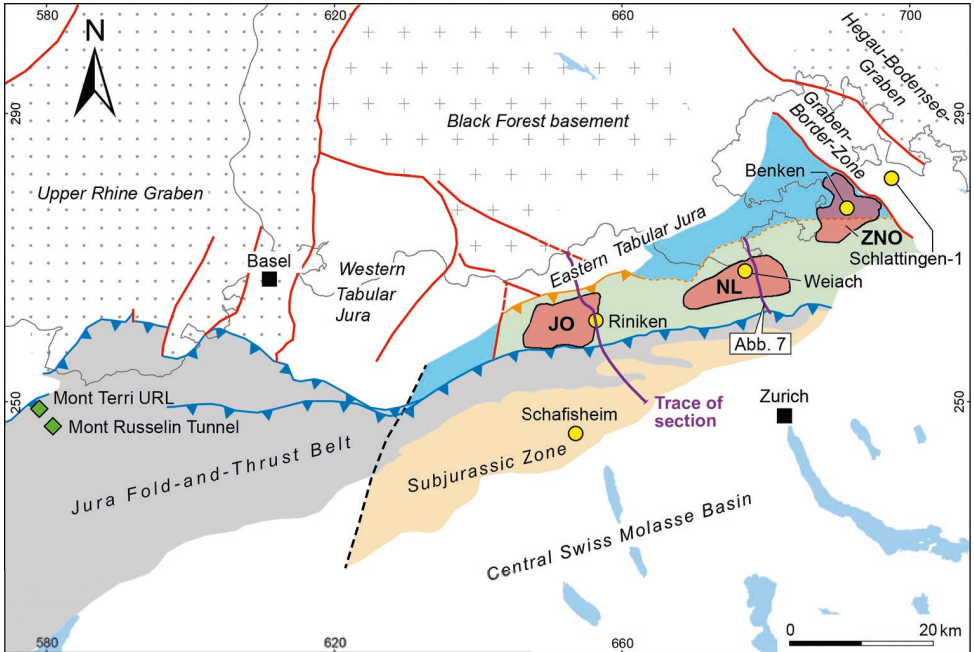 580
620
660
700
N
290
290
Hegau-Bodensee-
Graben
Graben-
Border-Zone
Black Forest basement
Upper Rhine Graben
Benken
Eastern Tabular Jura
Basel
Western
Tabular
Jura
ZNO
Schlattingen-1
NL
Weiach
JO
Riniken
Abb. 7
Mont Terri URL
Mont Russelin Tunnel
250
250
Trace of
section
Zurich
Schafisheim
Jura Fold-and-Thrust Belt
Subjurassic Zone
Central Swiss Molasse Basin
580
620
660
0
20 km